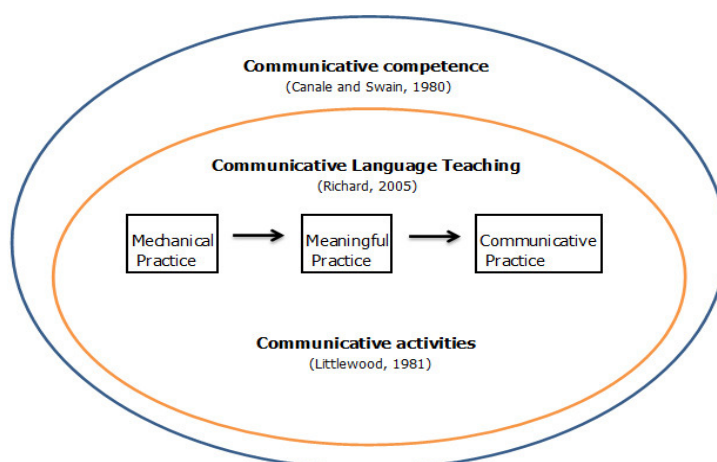 Communicative competence
(Canale and Swain, 1980)
Communicative Language Teaching
(Richard, 2005)
Mechanical
Practice
Meaningful
Practice
Communicative
Practice
Communicative activities
(Littlewood, 1981)